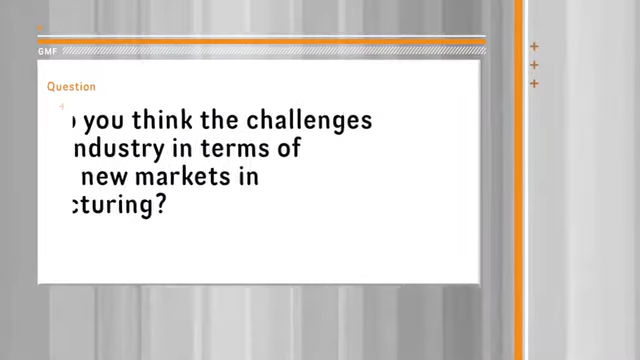 GMF
Question
you think the challenges
ndustry in terms of
new markets in
cturing?